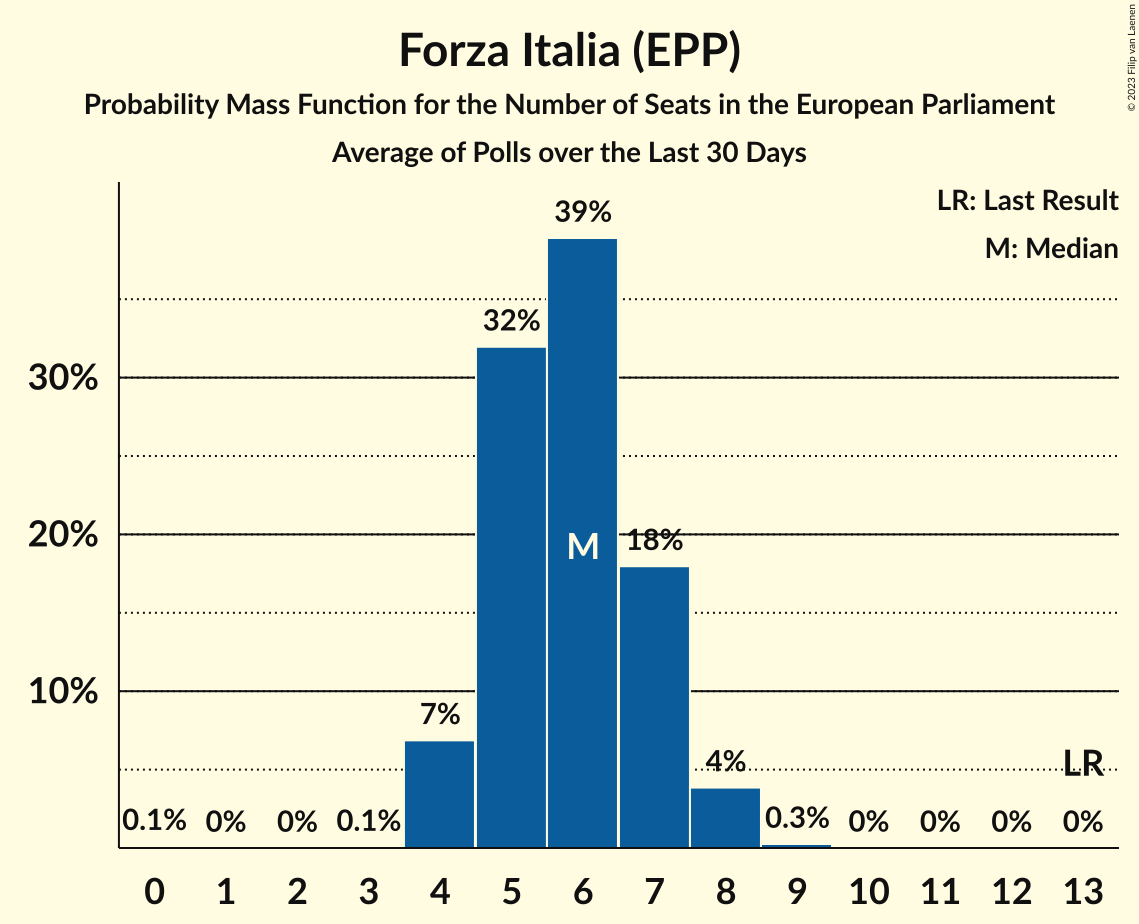 Forza Italia (EPP)
Probability Mass Function for the Number of Seats in the European Parliament
Average of Polls over the Last 30 Days
© 2023 Filip van Laenen
LR: Last Result
M: Median
39%
32%
30%
20%
18%
M
10%
7%
4%
LR
0.1% 0% 0% 0.1% 0.3% 0% 0% 0% 0%
0 1 2 3 4 5 6 7 8 9 10 11 12 13